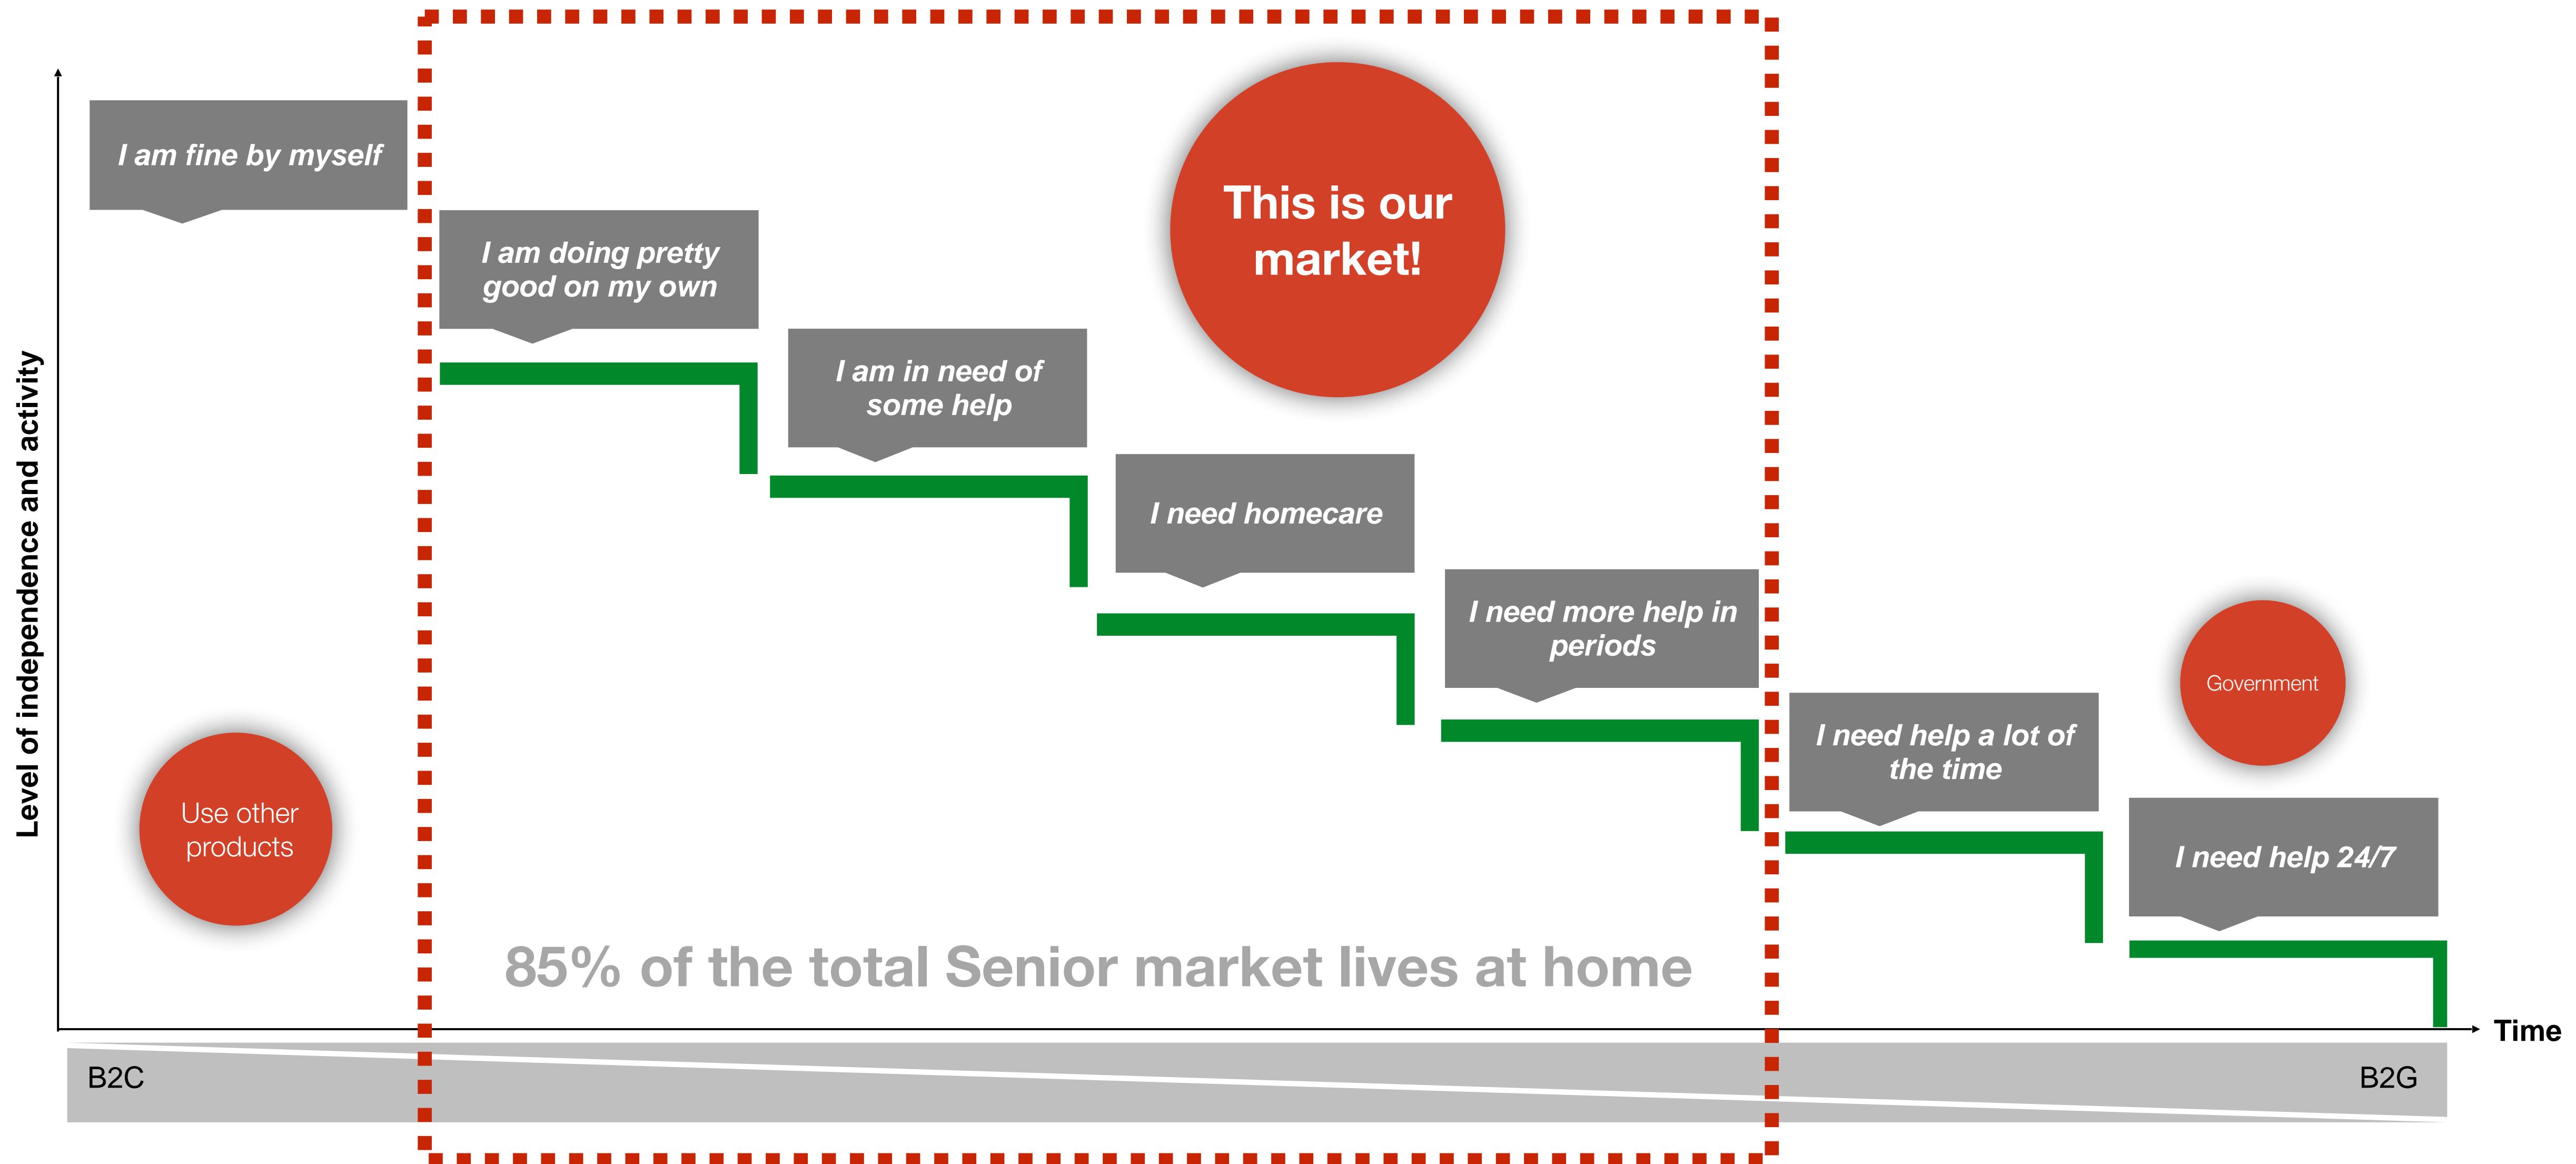 I am fine by myself
This is our
market!
I am doing pretty
good on my own
I am in need of
some help
I need homecare
I need more help in
periods
Level of independence and activity
Government
I need help a lot of
the time
Use other
products
I need help 24/7
85% of the total Senior market lives at home
Time
B2C
B2G